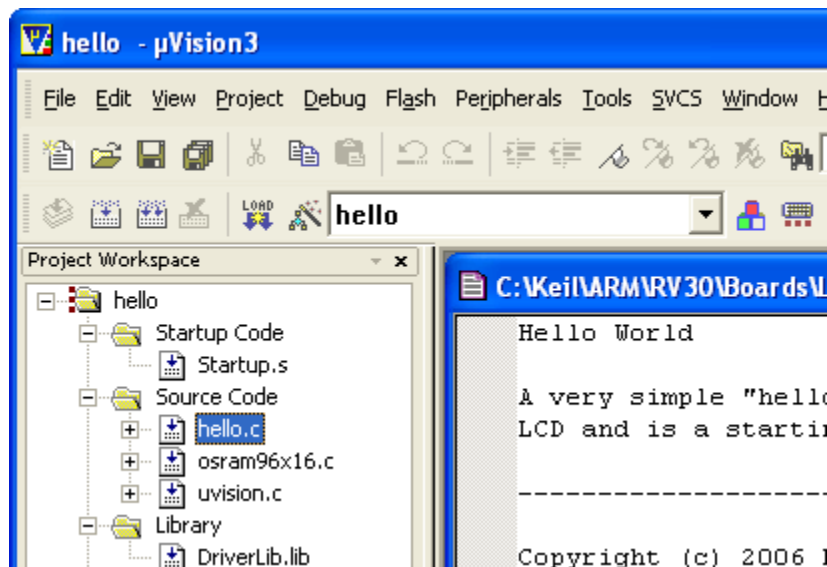 hello - µVision3
File Edit View Project Debug Flash Peripherals Tools SVCS Window
LOAD
hello
Project Workspace
hello
Startup Code
Startup.s
Source Code
hello.c
osram96x16.c
uvision.c
Library
DriverLib.lib
C:\Keil\ARM\RV30\Boards\L
Hello World
A very simple "hello
LCD and is a startin
--------------------
Copyright (c) 2006